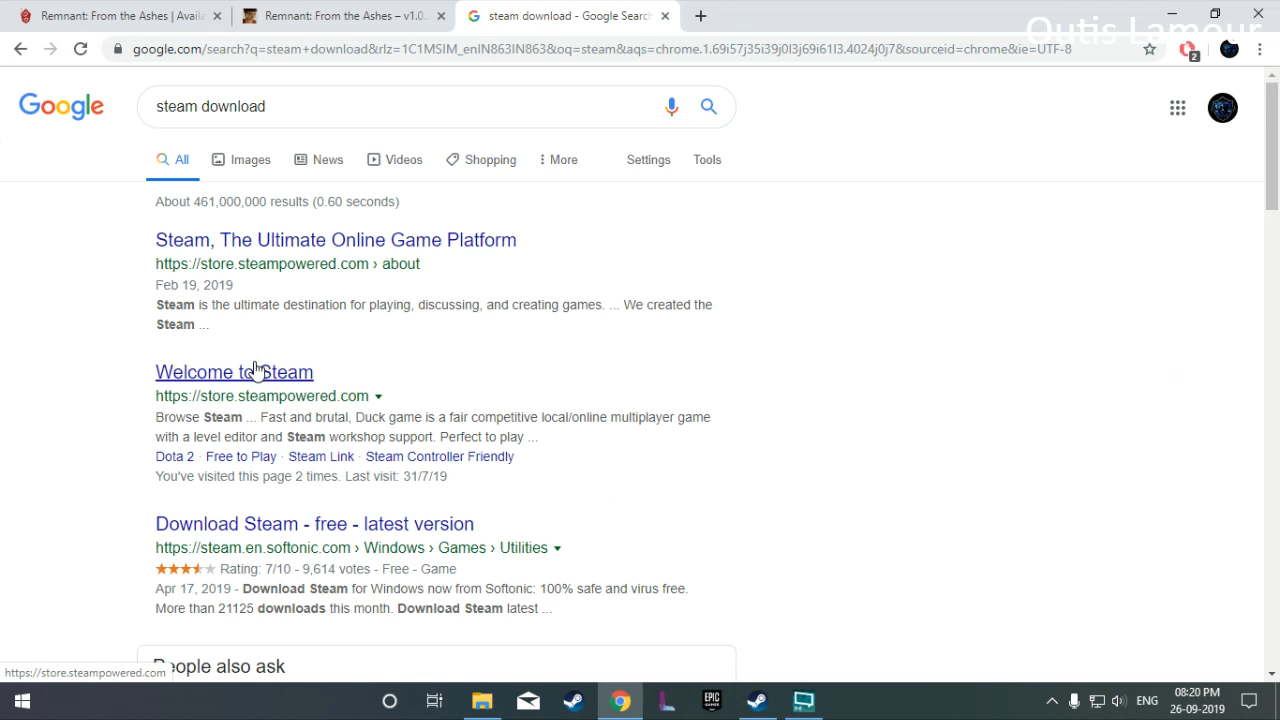 Remnant: From the Ashes | Availa
Remnant: From the Ashes – v1.0.
steam download - Google Search
Outis Lamour
google.com/search?q=steam+download&rlz=1C1MSIM_enIN863IN863&oq=steam&aqs=chrome.1.69i57j35i39j0l3j69i61l3.4024j0j7&sourceid=chrome&ie=UTF-8
2
Google
steam download
All
Images
News
Videos
Shopping
More
Settings
Tools
About 461,000,000 results (0.60 seconds)
Steam, The Ultimate Online Game Platform
https://store.steampowered.com › about
Feb 19, 2019
Steam is the ultimate destination for playing, discussing, and creating games. ... We created the
Steam ...
Welcome to Steam
https://store.steampowered.com
Browse Steam ... Fast and brutal, Duck game is a fair competitive local/online multiplayer game
with a level editor and Steam workshop support. Perfect to play ...
Dota 2 · Free to Play · Steam Link · Steam Controller Friendly
You've visited this page 2 times. Last visit: 31/7/19
Download Steam - free - latest version
https://steam.en.softonic.com › Windows › Games › Utilities
Rating: 7/10 - 9,614 votes - Free - Game
Apr 17, 2019 - Download Steam for Windows now from Softonic: 100% safe and virus free.
More than 21125 downloads this month. Download Steam latest ...
People also ask
https://store.steampowered.com
EPIC
GAMES
ENG
08:20 PM
26-09-2019